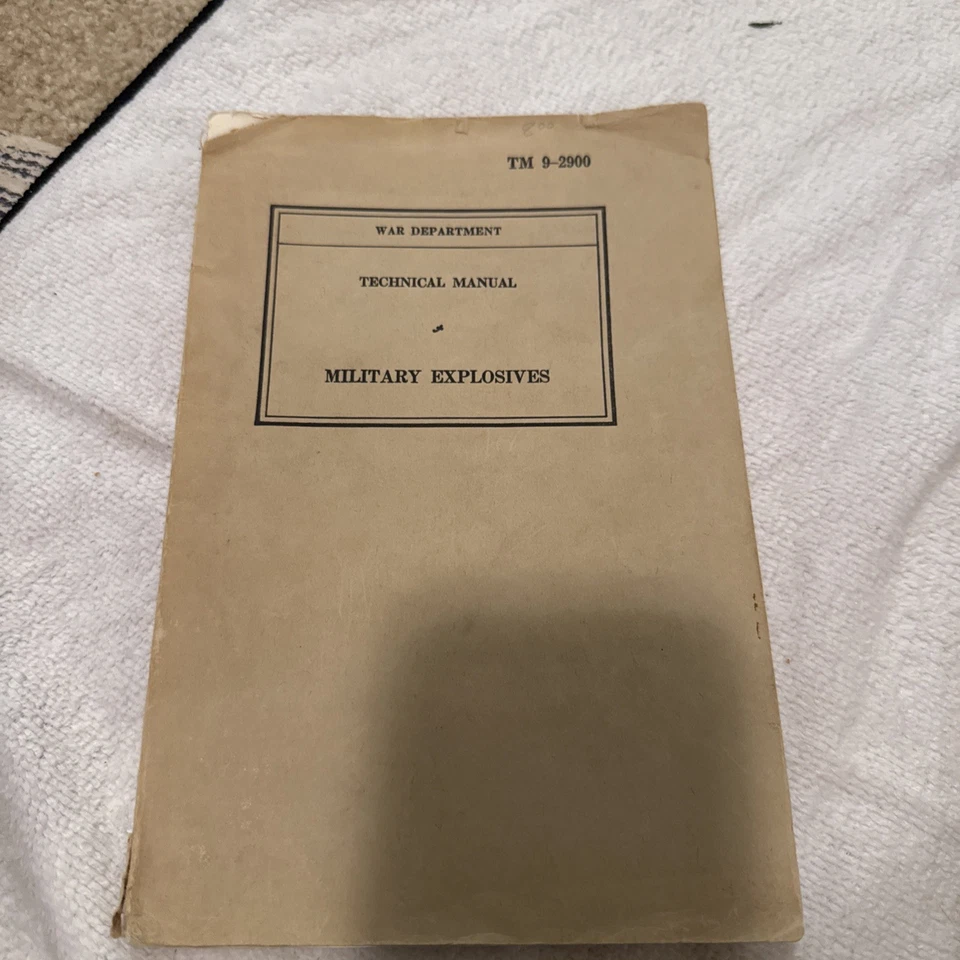 TM 9–2900
WAR DEPARTMENT
TECHNICAL MANUAL
MILITARY EXPLOSIVES